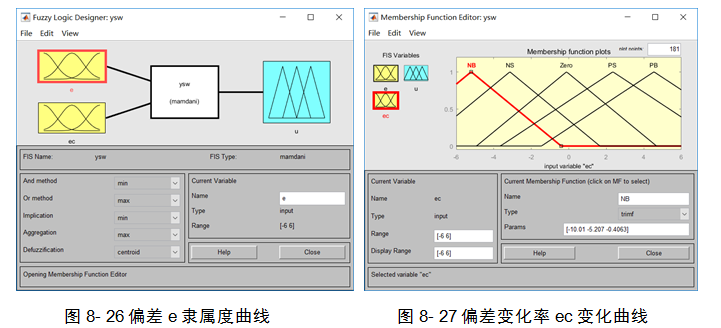 Fuzzy Logic Designer: ysw
File Edit View
e
ec
ysw
(mamdani)
u
FIS Name: ysw FIS Type: mamdani
And method min
Or method max
Implication min
Aggregation max
Defuzzification centroid
Current Variable
Name e
Type input
Range [-6 6]
Help Close
Opening Membership Function Editor
Membership Function Editor: ysw
File Edit View
FIS Variables
e u
ec
Membership function plots
181
NB NS Zero PS PB
1
0.5
0
-6 -4 -2 0 2 4 6
input variable "ec"
Current Variable
Name ec
Type input
Range [-6 6]
Display Range [-6 6]
Current Membership Function (click on MF to select)
Name NB
Type trimf
Params [-10.01 -5.207 -0.4063]
Help Close
Selected variable "ec"
图 8- 26偏差 e 隶属度曲线
图 8- 27偏差变化率 ec 变化曲线